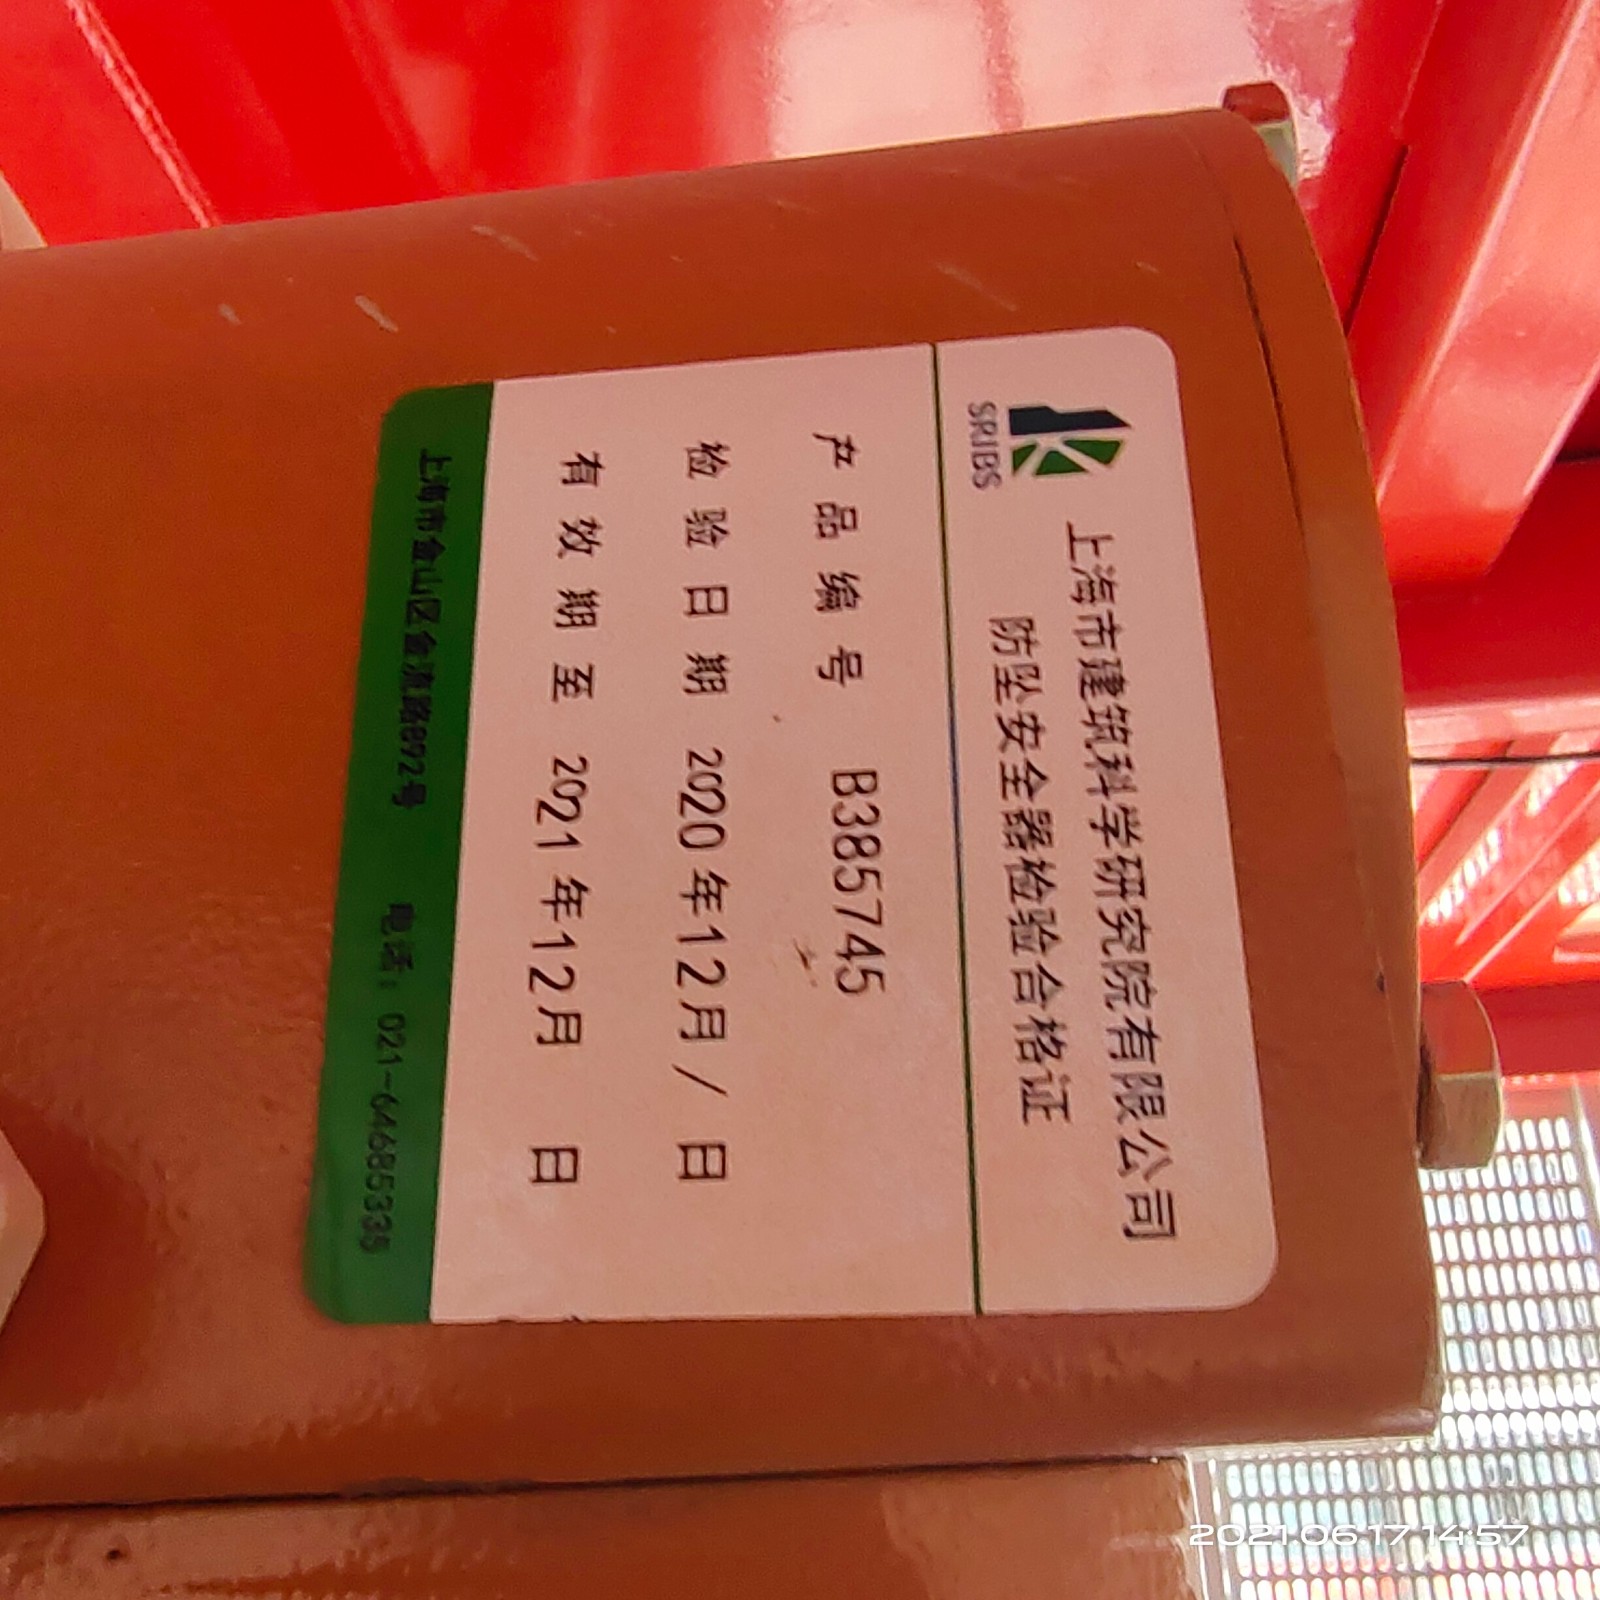 SRIBS
上海市建筑科学研究院有限公司
防坠安全器检验合格证
产品编号 B385745
检验日期 2020年12月/日
有效期至 2021年12月 日
上海市金山区金流路892号 电话：021-64685335
2021.06.17 14:57